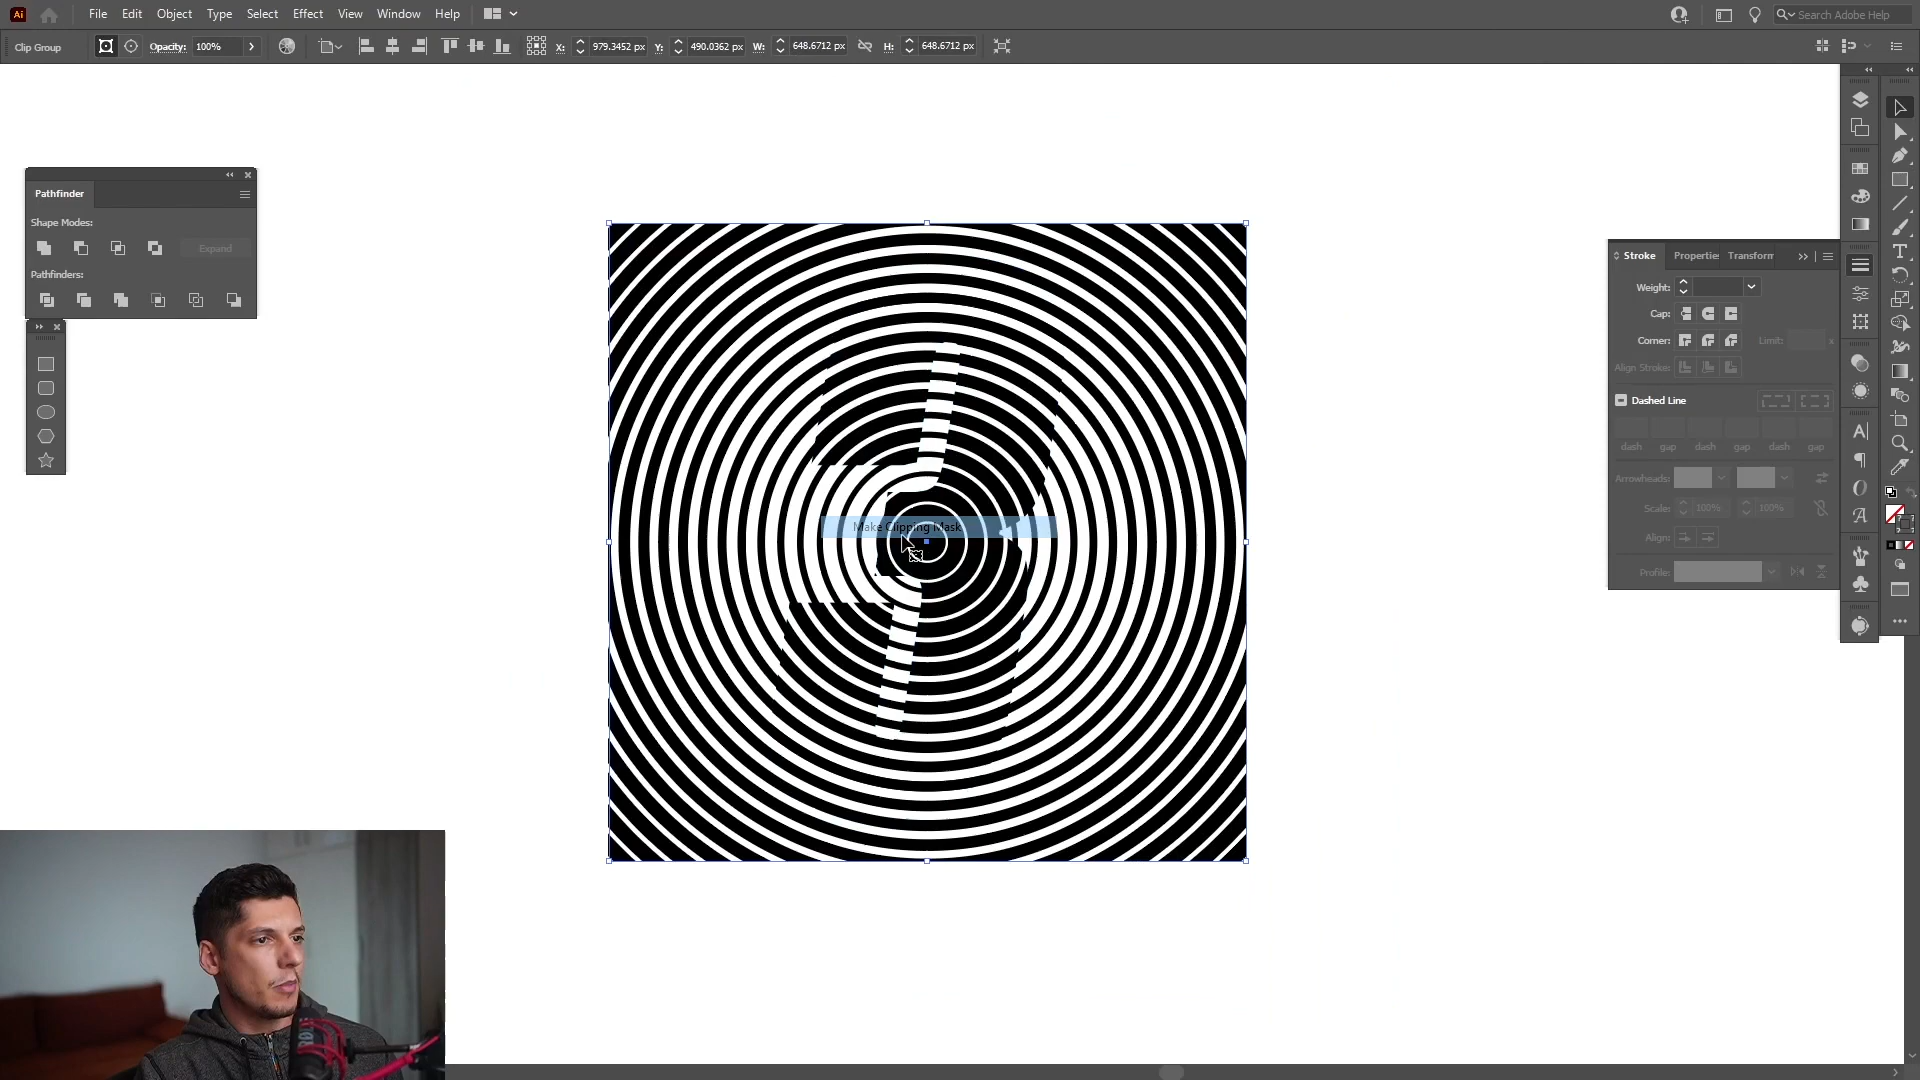 Ai File Edit Object Type Select Effect View Window Help Search Adobe Help
Clip Group Opacity: 100% X: 979.3452 px Y: 490.0362 px W: 648.6712 px H: 648.6712 px
Pathfinder
Shape Modes:
Expand
Pathfinders:
Make Clipping Mask
Stroke Properties Transform
Weight:
Cap:
Corner: Limit: x
Align Stroke:
Dashed Line
dash gap dash gap dash gap
Arrowheads:
Scale: 100% 100%
Align:
Profile: